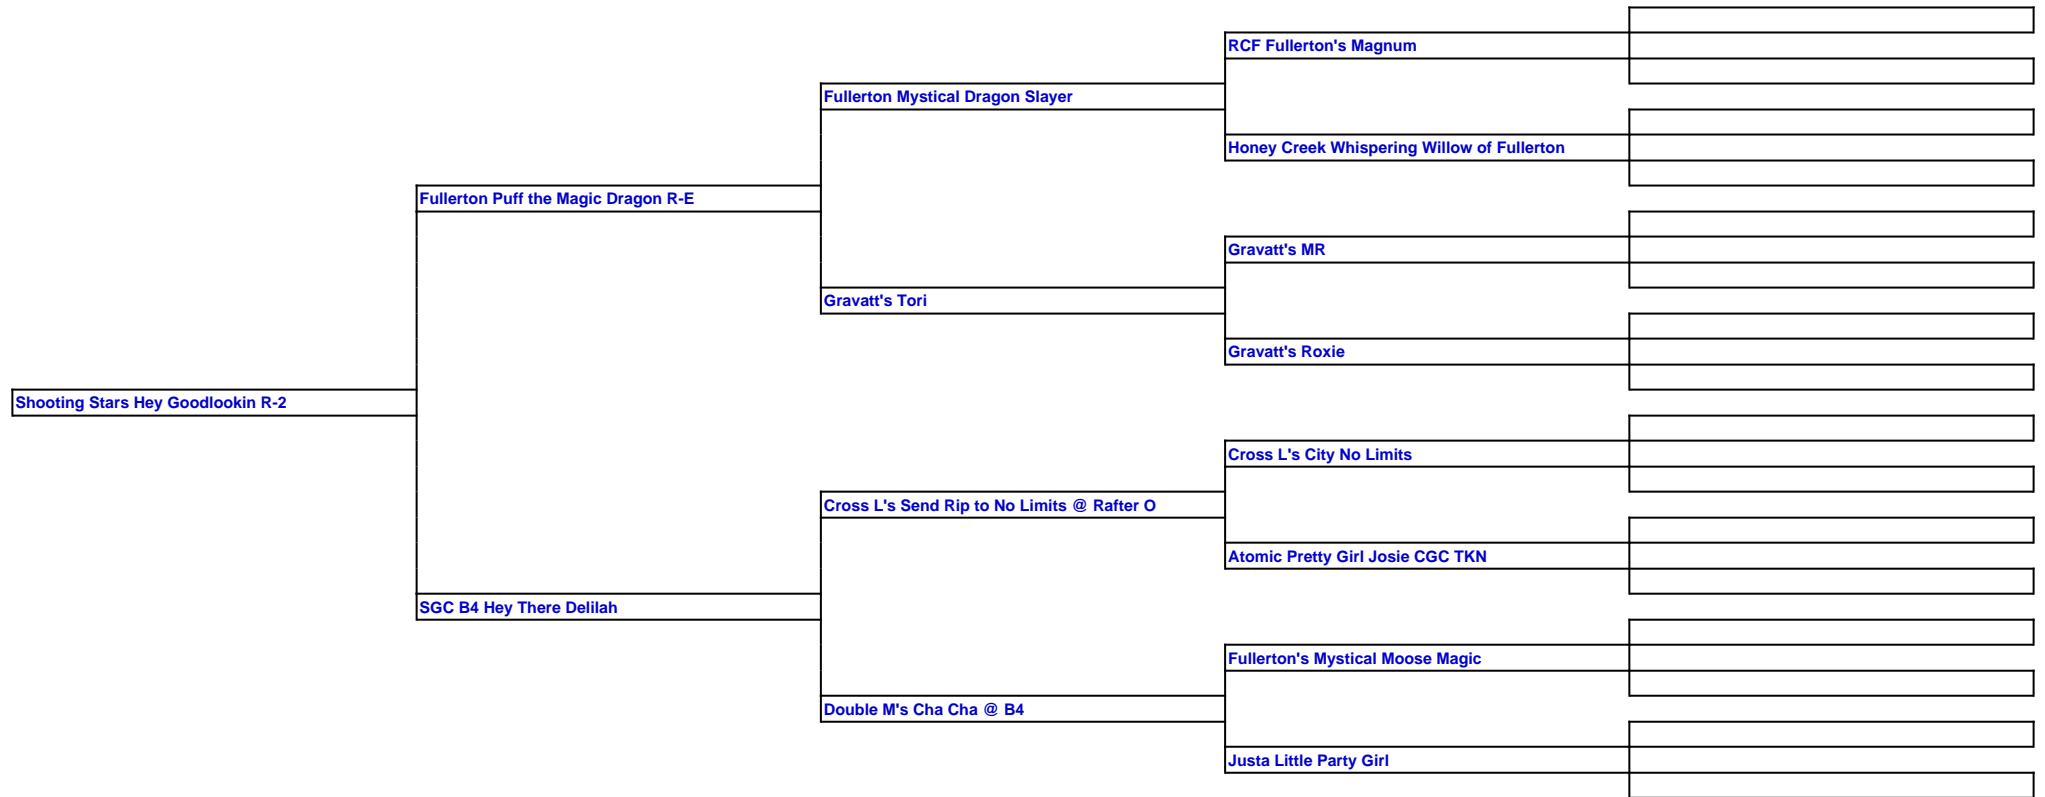 RCF Fullerton's Magnum
Fullerton Mystical Dragon Slayer
Honey Creek Whispering Willow of Fullerton
Fullerton Puff the Magic Dragon R-E
Gravatt's MR
Gravatt's Tori
Gravatt's Roxie
Shooting Stars Hey Goodlookin R-2
Cross L's City No Limits
Cross L's Send Rip to No Limits @ Rafter O
Atomic Pretty Girl Josie CGC TKN
SGC B4 Hey There Delilah
Fullerton's Mystical Moose Magic
Double M's Cha Cha @ B4
Justa Little Party Girl